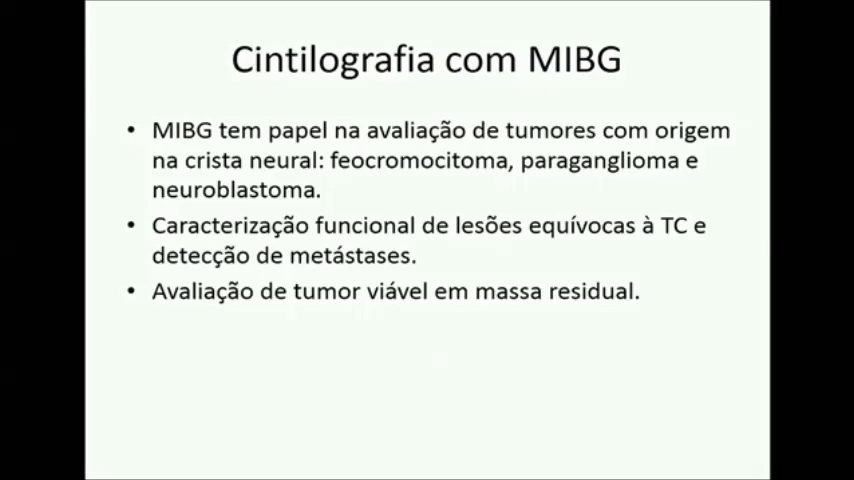 Cintilografia com MIBG
• MIBG tem papel na avaliação de tumores com origem
na crista neural: feocromocitoma, paraganglioma e
neuroblastoma.
• Caracterização funcional de lesões equívocas à TC e
detecção de metástases.
• Avaliação de tumor viável em massa residual.